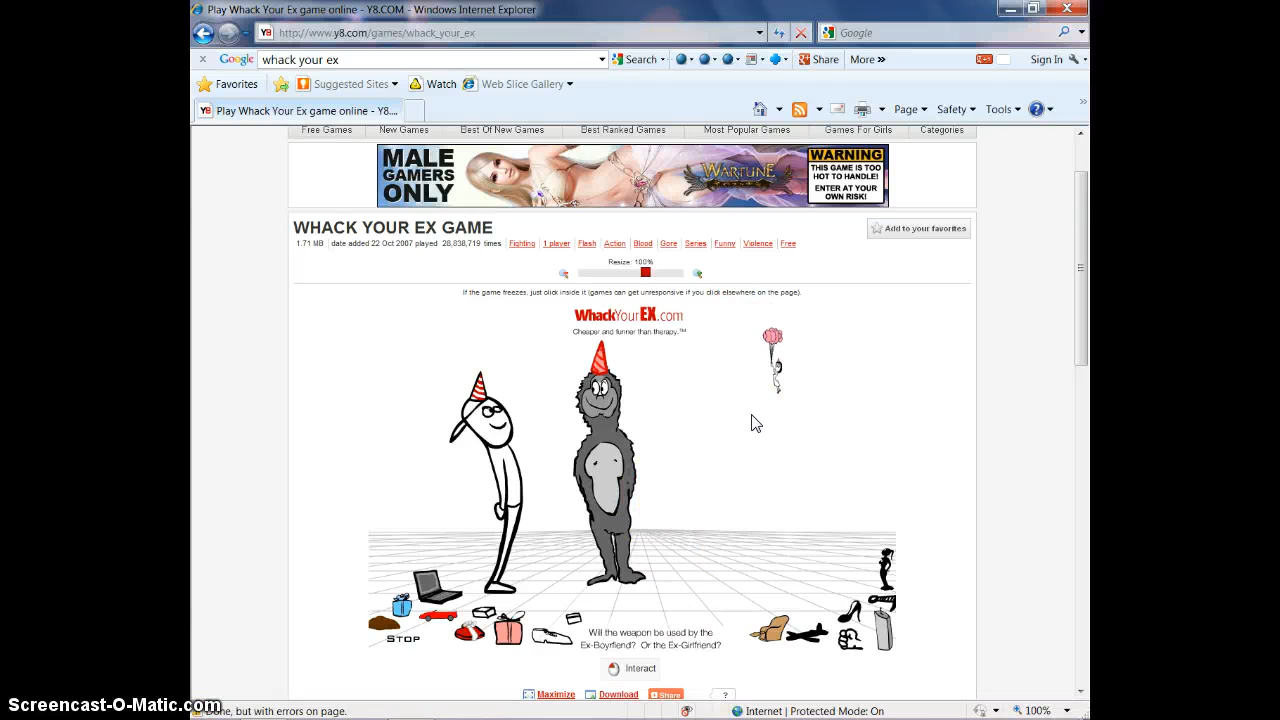 Play Whack Your Ex game online - Y8.COM - Windows Internet Explorer
Y8 http://www.y8.com/games/whack_your_ex Google
x Google whack your ex Search Share More » Sign In
Favorites Suggested Sites Watch Web Slice Gallery
Y8 Play Whack Your Ex game online - Y8.... Page Safety Tools
Free Games New Games Best Of New Games Best Ranked Games Most Popular Games Games For Girls Categories
MALE GAMERS ONLY
WARTUNE
WARNING
THIS GAME IS TOO
HOT TO HANDLE!
ENTER AT YOUR
OWN RISK!
WHACK YOUR EX GAME
Add to your favorites
1.71 MB date added 22 Oct 2007 played 28,838,719 times Fighting 1 player Flash Action Blood Gore Series Funny Violence Free
Resize: 100%
If the game freezes, just click inside it (games can get unresponsive if you click elsewhere on the page).
WhackYourEX.com
Cheaper and funner than therapy.™
STOP
Will the weapon be used by the
Ex-Boyfriend? Or the Ex-Girlfriend?
Interact
Maximize Download Share ?
Screencast-O-Matic.com
Done, but with errors on page. Internet | Protected Mode: On 100%